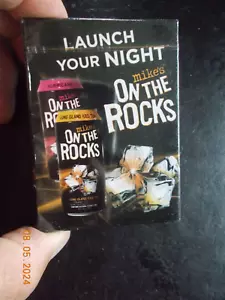 LAUNCH
YOUR NIGHT
mike's
ON THE
ROCKS
LONG ISLAND ICED TEA
mike's
ON THE
ROCKS
08.05.2024